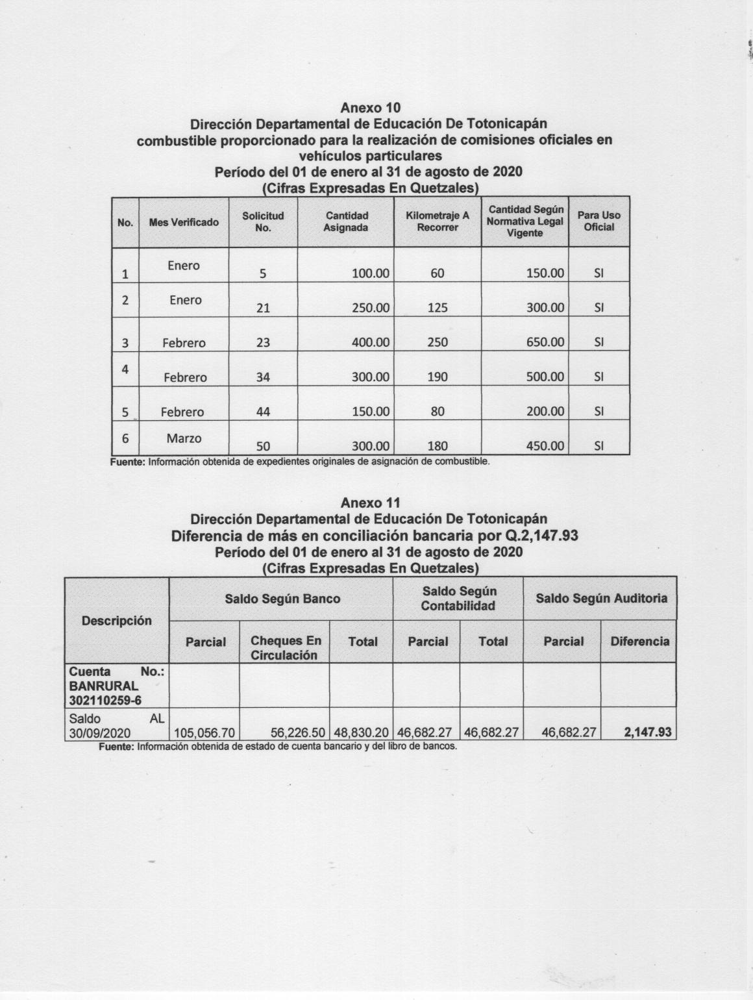 Anexo 10
Dirección Departamental de Educación De Totonicapán
combustible proporcionado para la realización de comisiones oficiales en
vehículos particulares
Período del 01 de enero al 31 de agosto de 2020
(Cifras Expresadas En Quetzales)
No. Mes Verificado Solicitud No. Cantidad Asignada Kilometraje A Recorrer Cantidad Según Normativa Legal Vigente Para Uso Oficial
1 Enero 5 100.00 60 150.00 SI
2 Enero 21 250.00 125 300.00 SI
3 Febrero 23 400.00 250 650.00 SI
4 Febrero 34 300.00 190 500.00 SI
5 Febrero 44 150.00 80 200.00 SI
6 Marzo 50 300.00 180 450.00 SI
Fuente: Información obtenida de expedientes originales de asignación de combustible.
Anexo 11
Dirección Departamental de Educación De Totonicapán
Diferencia de más en conciliación bancaria por Q.2,147.93
Período del 01 de enero al 31 de agosto de 2020
(Cifras Expresadas En Quetzales)
Descripción Saldo Según Banco Saldo Según Contabilidad Saldo Según Auditoria
Parcial Cheques En Circulación Total Parcial Total Parcial Diferencia
Cuenta No.:
BANRURAL
302110259-6
Saldo AL
30/09/2020 105,056.70 56,226.50 48,830.20 46,682.27 46,682.27 46,682.27 2,147.93
Fuente: Información obtenida de estado de cuenta bancario y del libro de bancos.